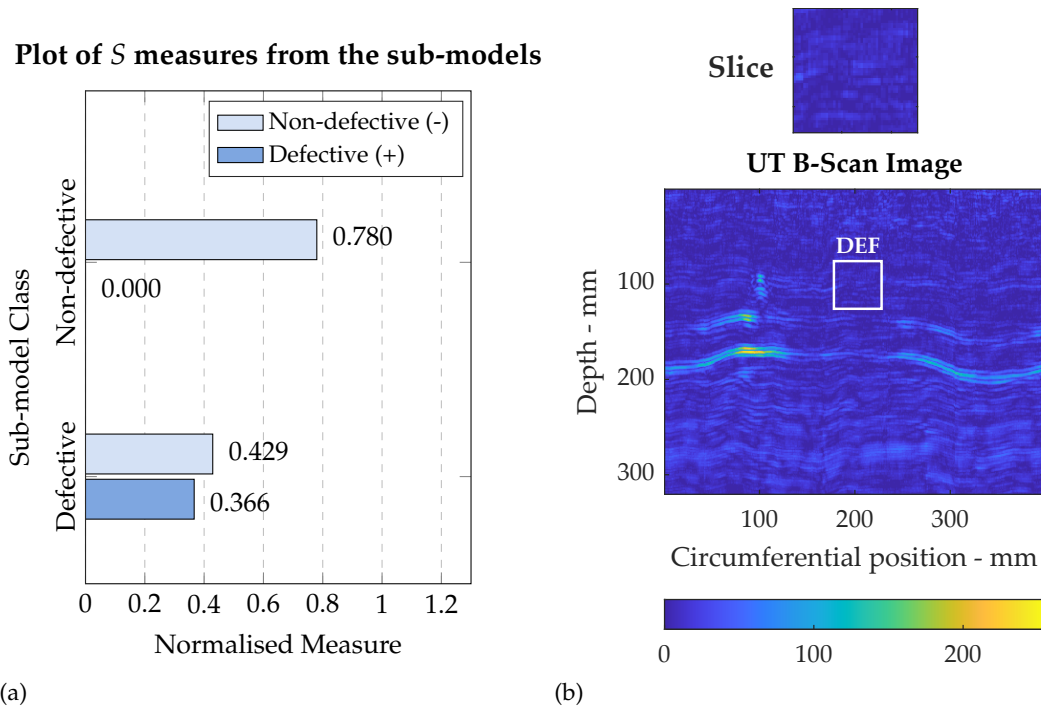 Plot of S measures from the sub-models
Non-defective (-)
Defective (+)
Sub-model Class
Non-defective
0.780
0.000
Defective
0.429
0.366
0 0.2 0.4 0.6 0.8 1 1.2
Normalised Measure
(a)
Slice
UT B-Scan Image
DEF
Depth - mm
100
200
300
100 200 300
Circumferential position - mm
0 100 200
(b)